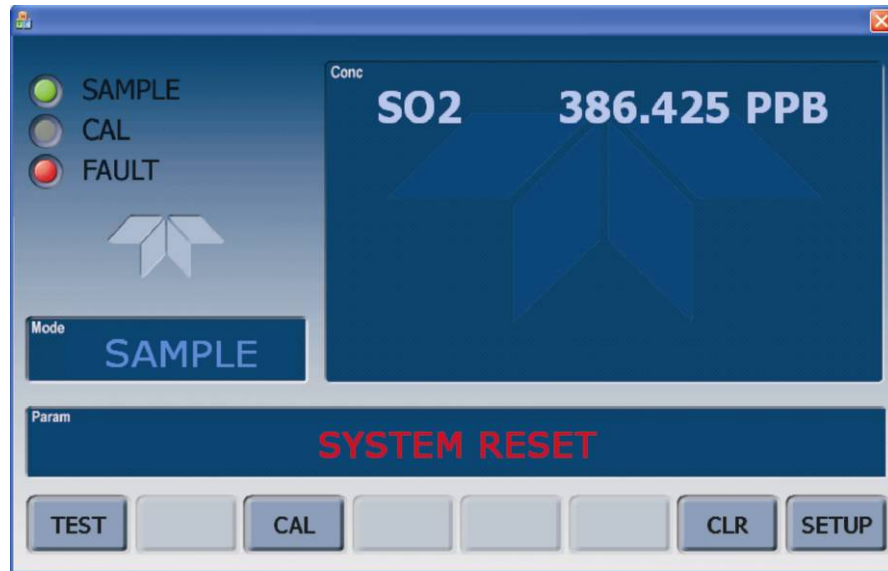 SAMPLE
CAL
FAULT
Conc
SO2 386.425 PPB
Mode
SAMPLE
Param
SYSTEM RESET
TEST CAL CLR SETUP